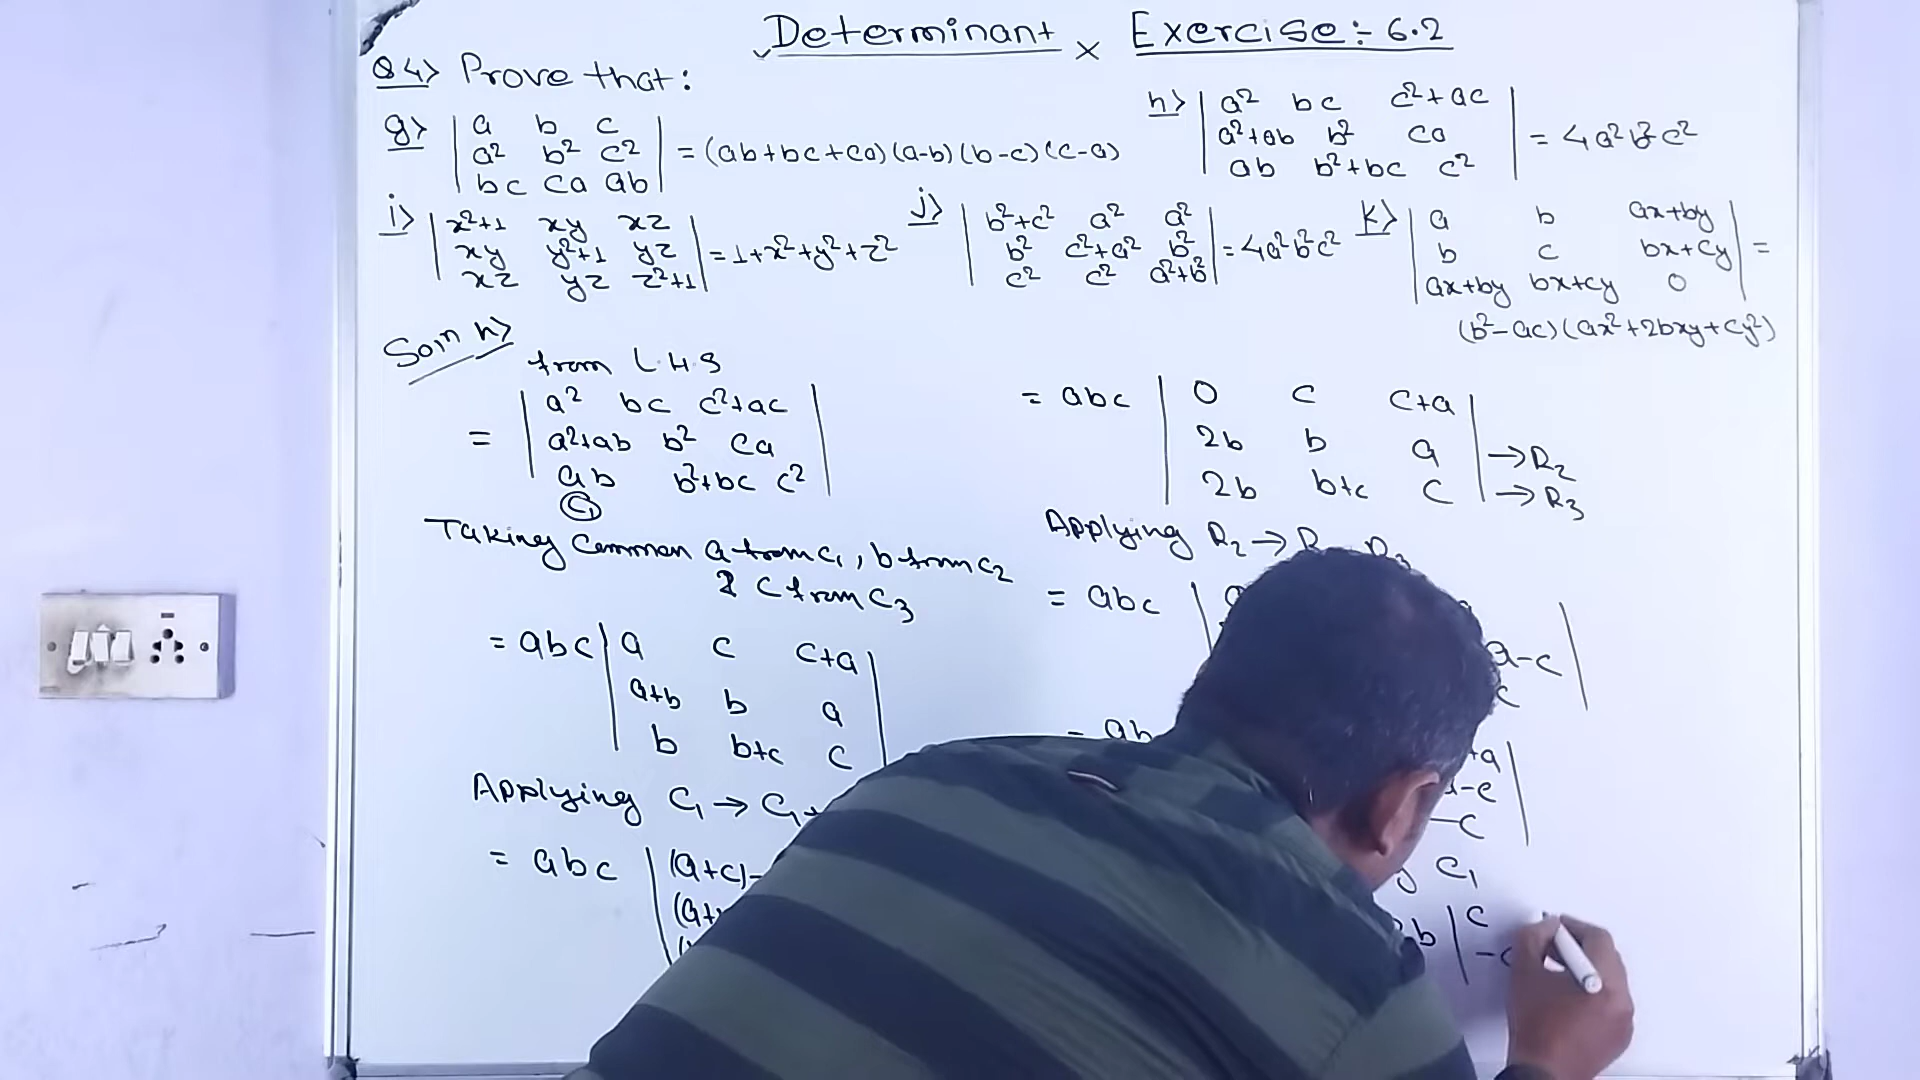 Determinant × Exercise:- 6.2
Q4> Prove that:
g> | a b c |
| a² b² c² | = (ab+bc+ca)(a-b)(b-c)(c-a)
| bc ca ab |
h> | a² bc c²+ac |
| a²+ab b² ca | = 4a²b²c²
| ab b²+bc c² |
i> | x²+1 xy xz |
| xy y²+1 yz | = 1+x²+y²+z²
| xz yz z²+1 |
j> | b²+c² a² a² |
| b² c²+a² b² | = 4a²b²c²
| c² c² a²+b² |
k> | a b ax+by |
| b c bx+cy | =
| ax+by bx+cy 0 |
(b²-ac)(ax²+2bxy+cy²)
Soln h>
from L.H.S
| a² bc c²+ac |
= | a²+ab b² ca |
| ab b²+bc c² |
C₁
Taking Common a from C₁, b from C₂
& C from C₃
= abc | a c c+a |
| a+b b a |
| b b+c c |
Applying C₁ → C₁+
= abc | (a+c)-
(a+
= abc | 0 c c+a |
| 2b b a | → R₂
| 2b b+c c | → R₃
Applying R₂ → R R₃
= abc |
a-c |
c
= ab
+a |
-c
-c
C₁
b | c
-c